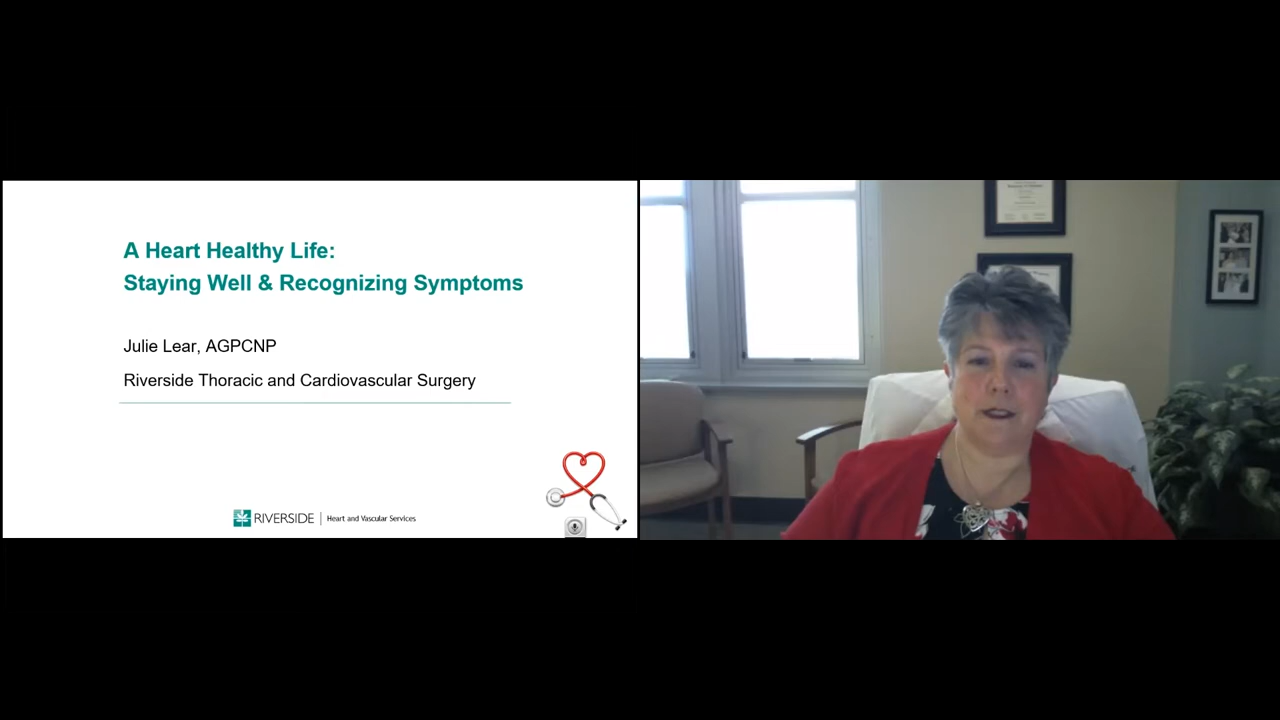 A Heart Healthy Life:
Staying Well & Recognizing Symptoms
Julie Lear, AGPCNP
Riverside Thoracic and Cardiovascular Surgery
RIVERSIDE | Heart and Vascular Services